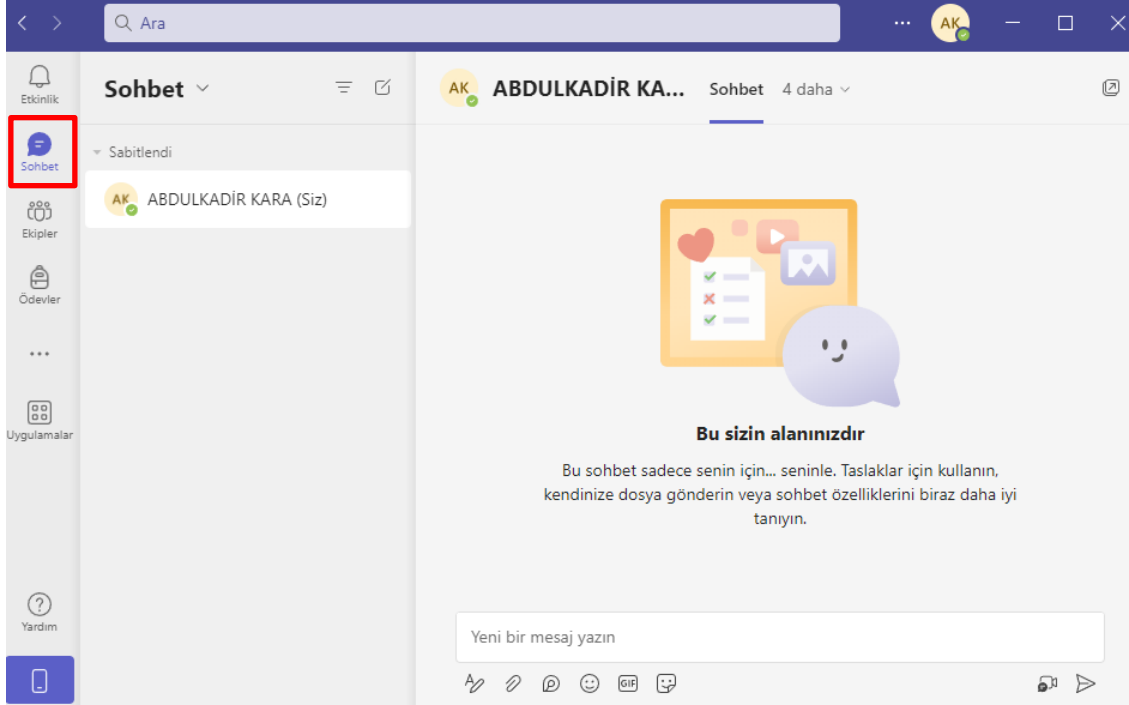 Ara
AK
Etkinlik
Sohbet
Ekipler
Ödevler
Uygulamalar
Yardım
Sohbet
Sabitlendi
AK ABDULKADİR KARA (Siz)
AK ABDULKADİR KA... Sohbet 4 daha
Bu sizin alanınızdır
Bu sohbet sadece senin için... seninle. Taslaklar için kullanın,
kendinize dosya gönderin veya sohbet özelliklerini biraz daha iyi
tanıyın.
Yeni bir mesaj yazın
GIF